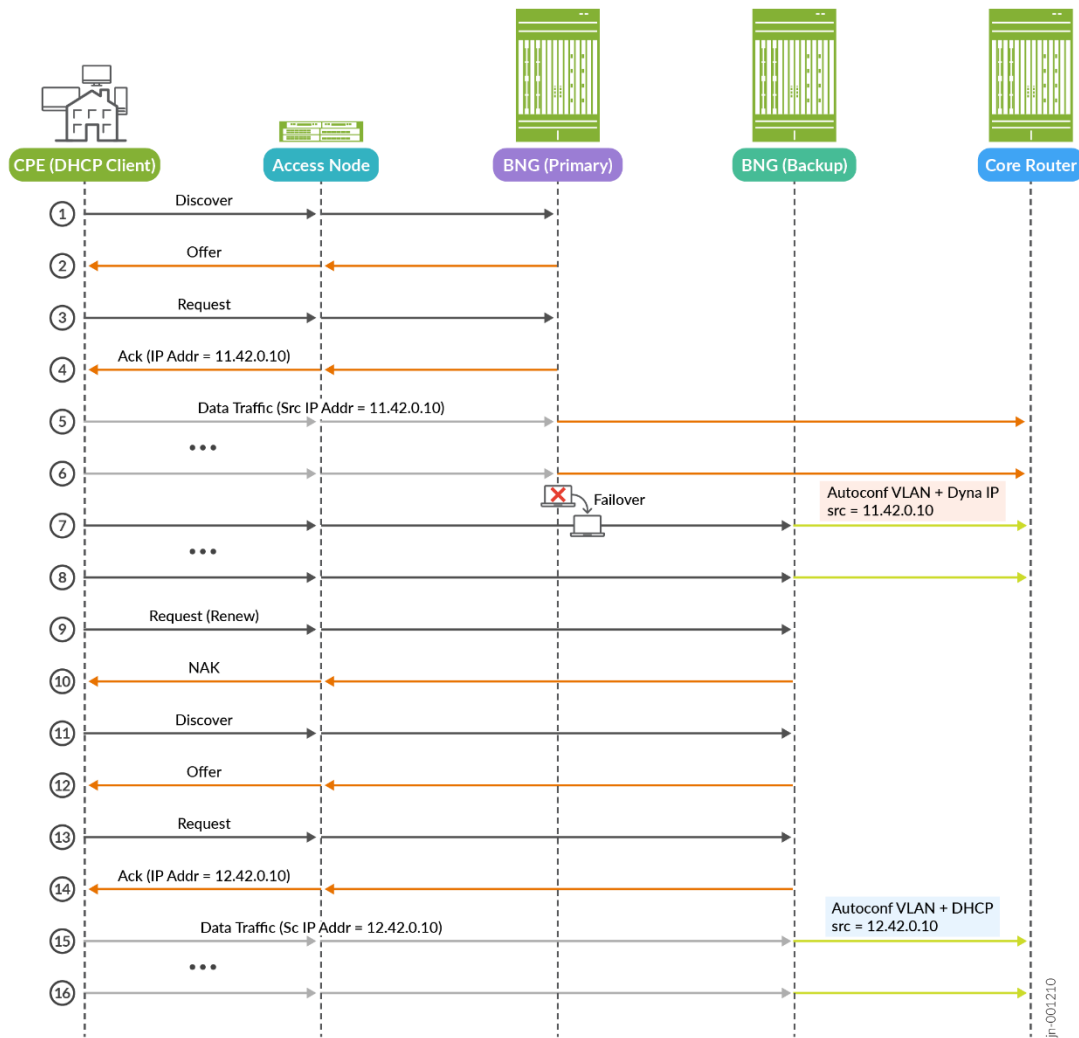 CPE (DHCP Client)
Access Node
BNG (Primary)
BNG (Backup)
Core Router
1
Discover
2
Offer
3
Request
4
Ack (IP Addr = 11.42.0.10)
5
Data Traffic (Src IP Addr = 11.42.0.10)
•••
6
Failover
Autoconf VLAN + Dyna IP
src = 11.42.0.10
7
•••
8
9
Request (Renew)
10
NAK
11
Discover
12
Offer
13
Request
14
Ack (IP Addr = 12.42.0.10)
Autoconf VLAN + DHCP
src = 12.42.0.10
15
Data Traffic (Sc IP Addr = 12.42.0.10)
•••
16
jn-001210